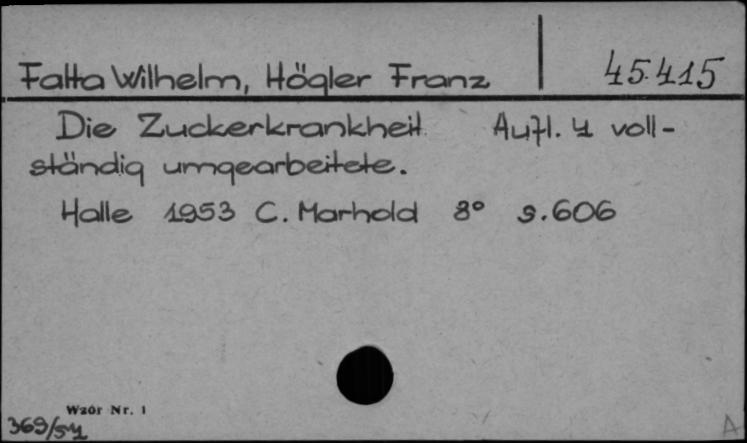 Falta Wilhelm, Högler Franz 45.415
Die Zuckerkrankheit Aufl. 4 voll-
ständig umgearbeitete.
Halle 1953 C. Marhold 8° s. 606
Wzór Nr. 1
369/54
A